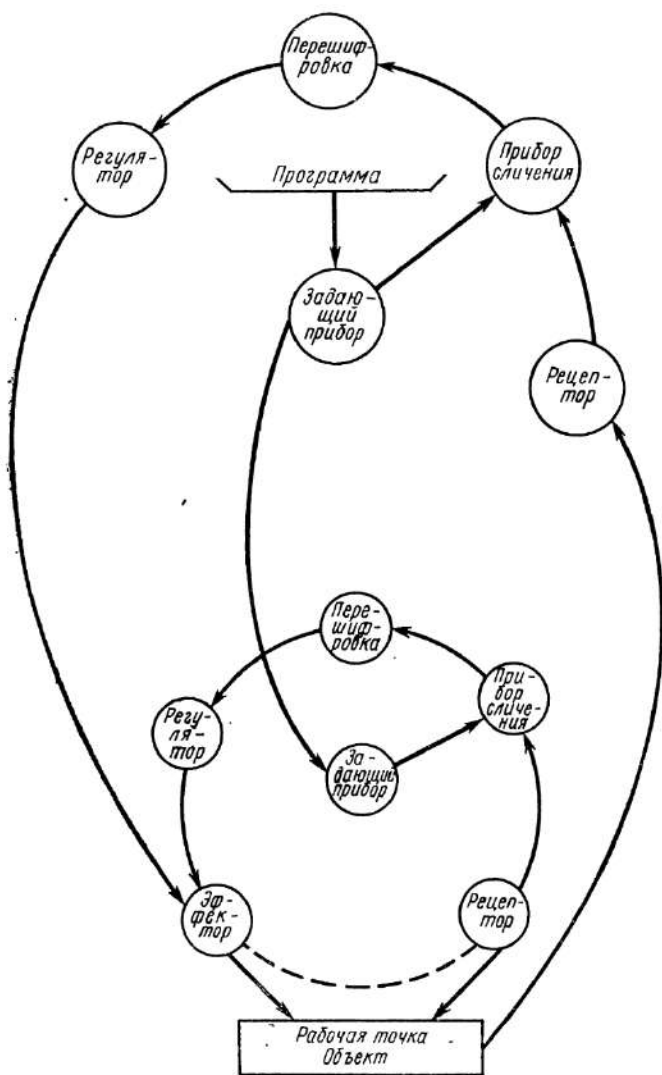 Перешиф-
ровка
Регуля-
тор
Прибор
сличения
Программа
Задаю-
щий
прибор
Рецеп-
тор
Пере-
шиф-
ровка
При-
бор
сличе-
ния
Регу-
ля-
тор
За-
дающий
прибор
Эф-
фек-
тор
Рецеп-
тор
Рабочая точка
Объект